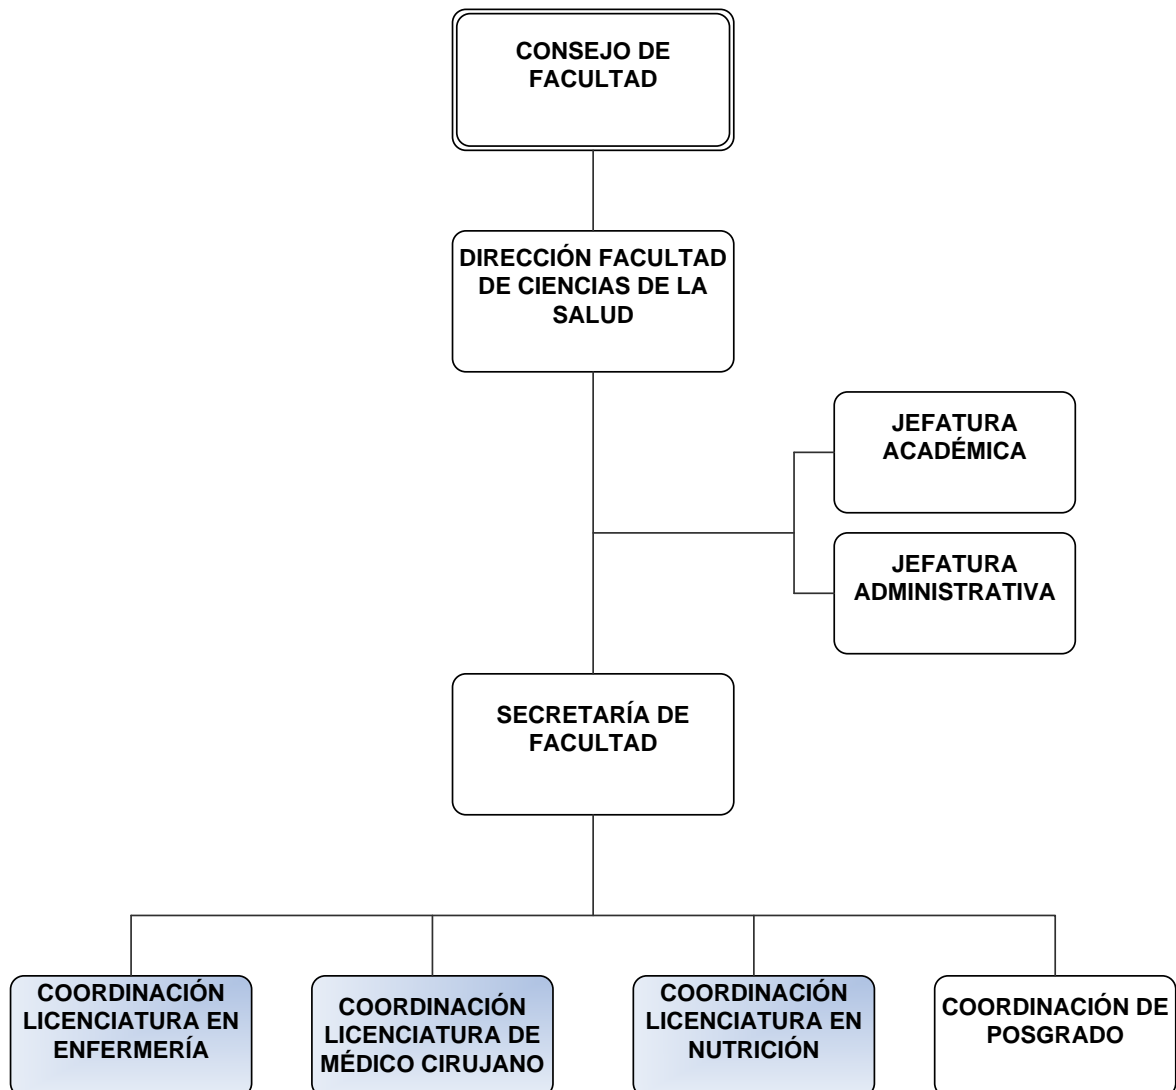 CONSEJO DE
FACULTAD
DIRECCIÓN FACULTAD
DE CIENCIAS DE LA
SALUD
JEFATURA
ACADÉMICA
JEFATURA
ADMINISTRATIVA
SECRETARÍA DE
FACULTAD
COORDINACIÓN
LICENCIATURA EN
ENFERMERÍA
COORDINACIÓN
LICENCIATURA DE
MÉDICO CIRUJANO
COORDINACIÓN
LICENCIATURA EN
NUTRICIÓN
COORDINACIÓN DE
POSGRADO